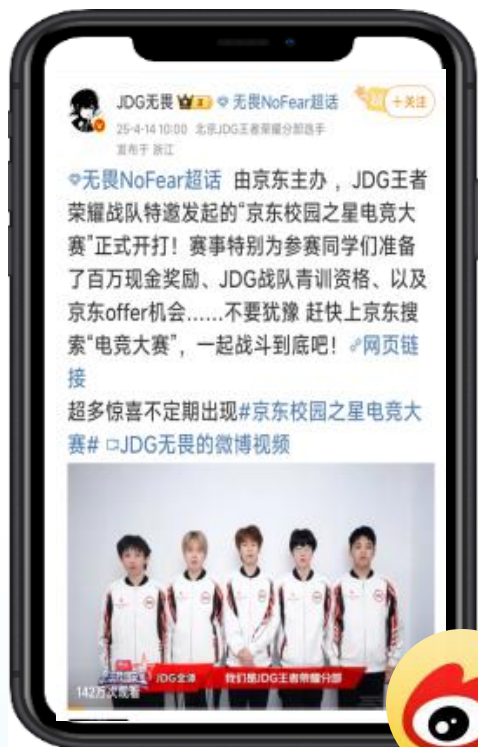 JDG无畏 无畏NoFear超话 +关注
25-4-14 10:00 北京JDG王者荣耀分部选手
发布于 浙江
无畏NoFear超话 由京东主办，JDG王者
荣耀战队特邀发起的“京东校园之星电竞大
赛”正式开打！赛事特别为参赛同学们准备
了百万现金奖励、JDG战队青训资格、以及
京东offer机会......不要犹豫 赶快上京东搜
索“电竞大赛”，一起战斗到底吧！网页链
接
超多惊喜不定期出现#京东校园之星电竞大
赛# JDG无畏的微博视频
JDG全体 我们是JDG王者荣耀分部
142万次观看